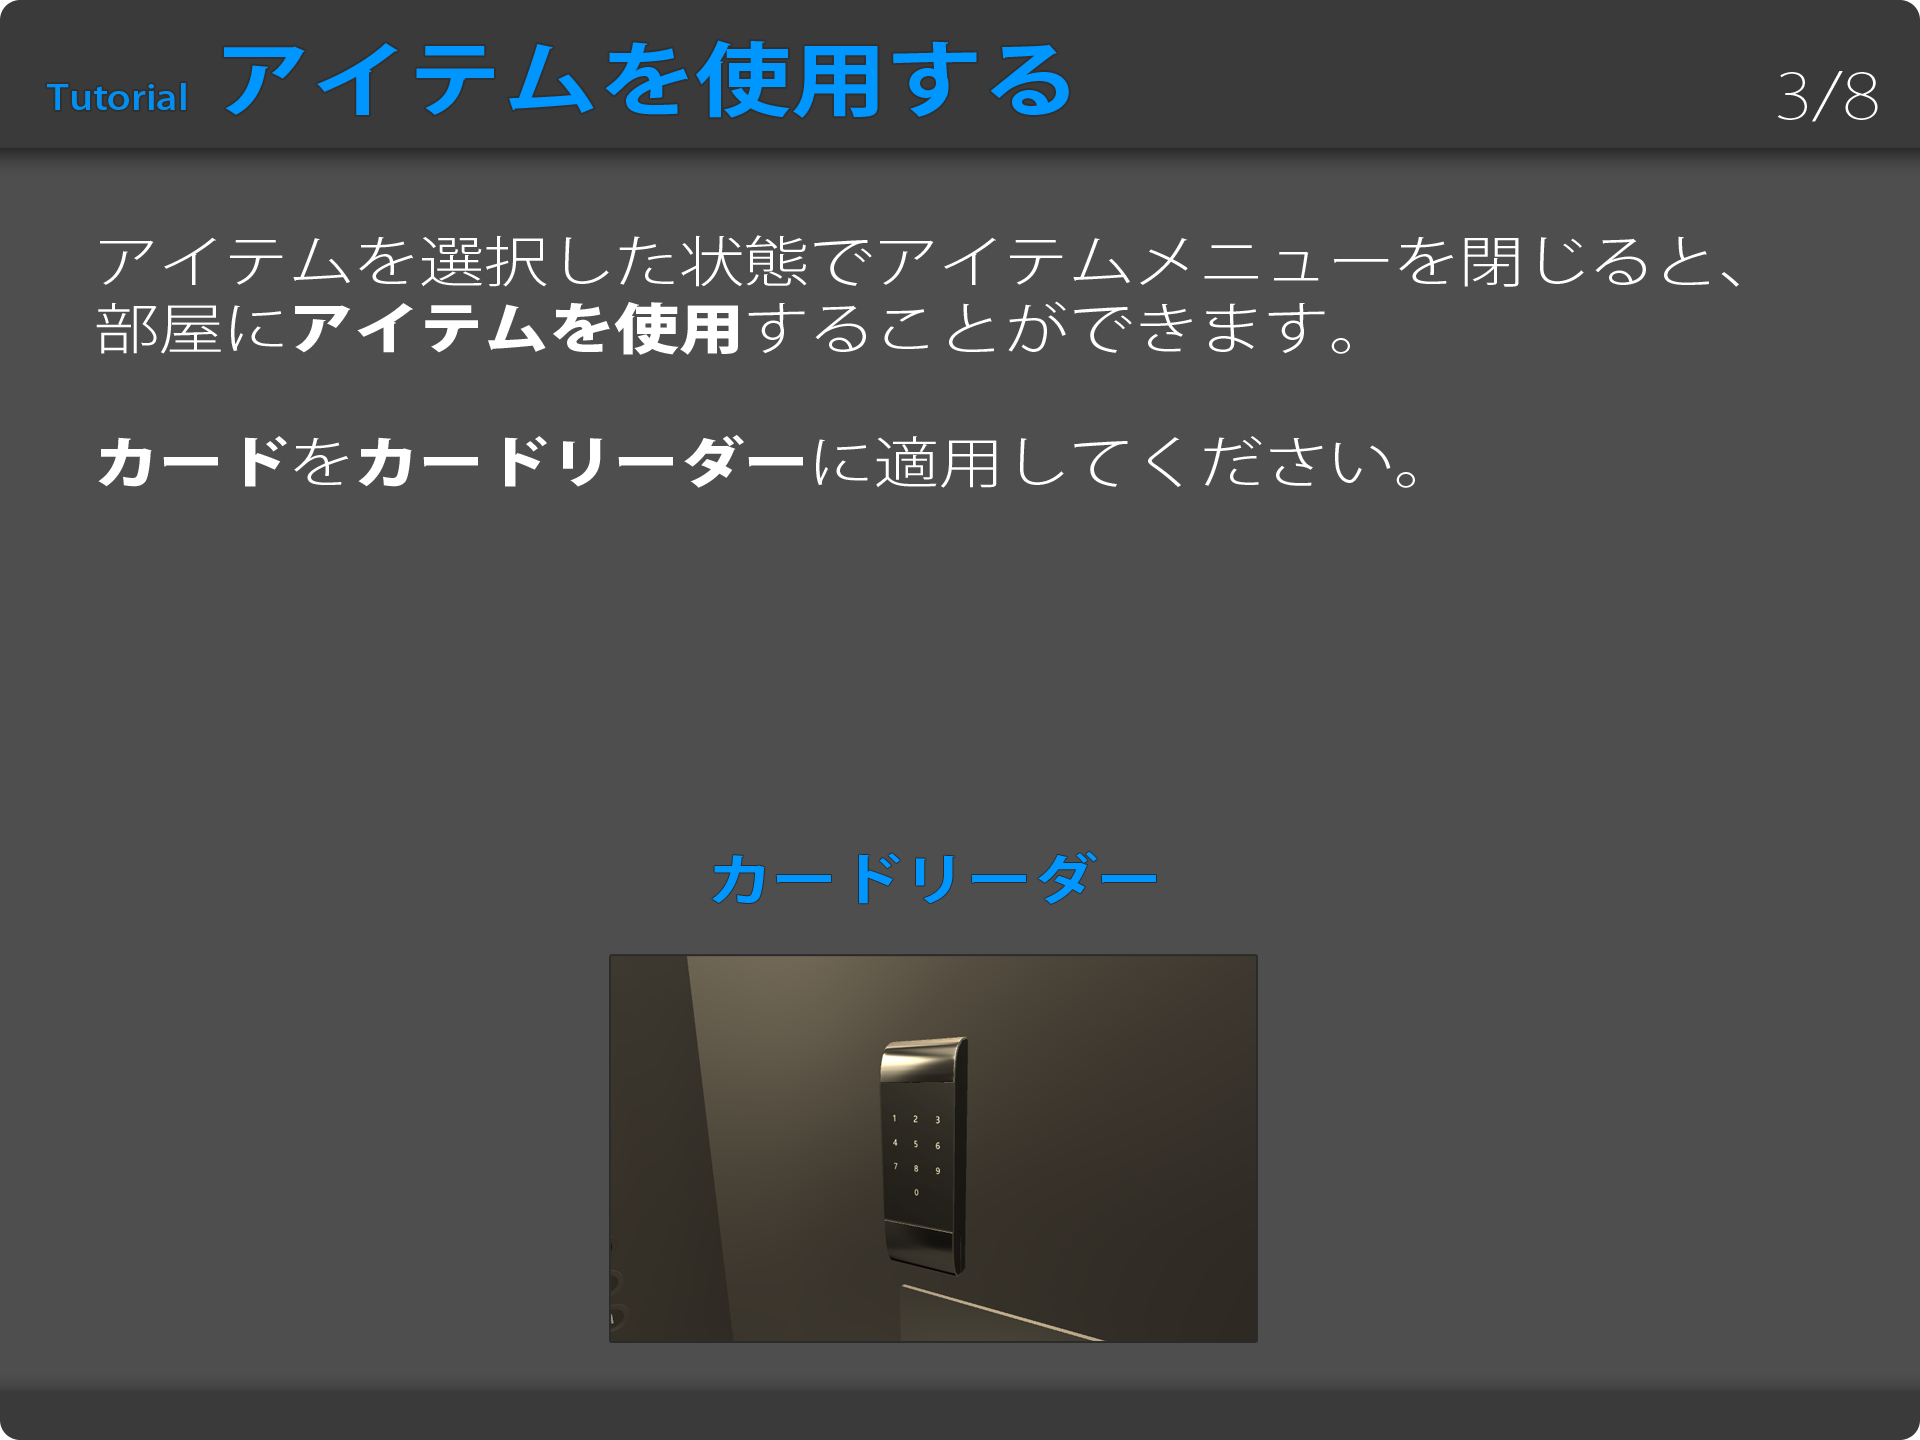 Tutorial アイテムを使用する 3/8
アイテムを選択した状態でアイテムメニューを閉じると、
部屋にアイテムを使用することができます。
カードをカードリーダーに適用してください。
カードリーダー
1 2 3
4 5 6
7 8 9
0